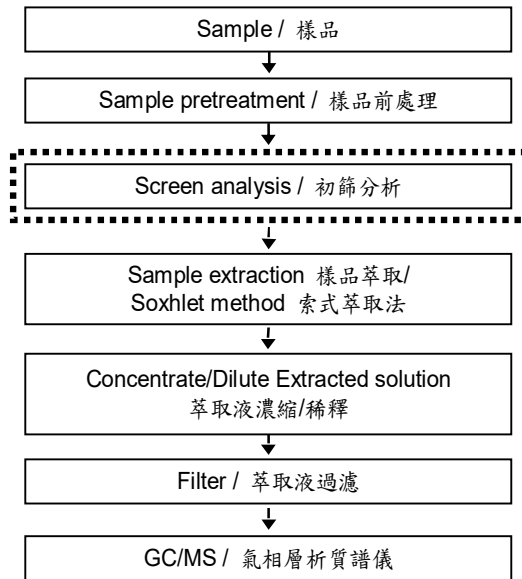 Sample / 樣品
Sample pretreatment / 樣品前處理
Screen analysis / 初篩分析
Sample extraction 樣品萃取/
Soxhlet method 索式萃取法
Concentrate/Dilute Extracted solution
萃取液濃縮/稀釋
Filter / 萃取液過濾
GC/MS / 氣相層析質譜儀